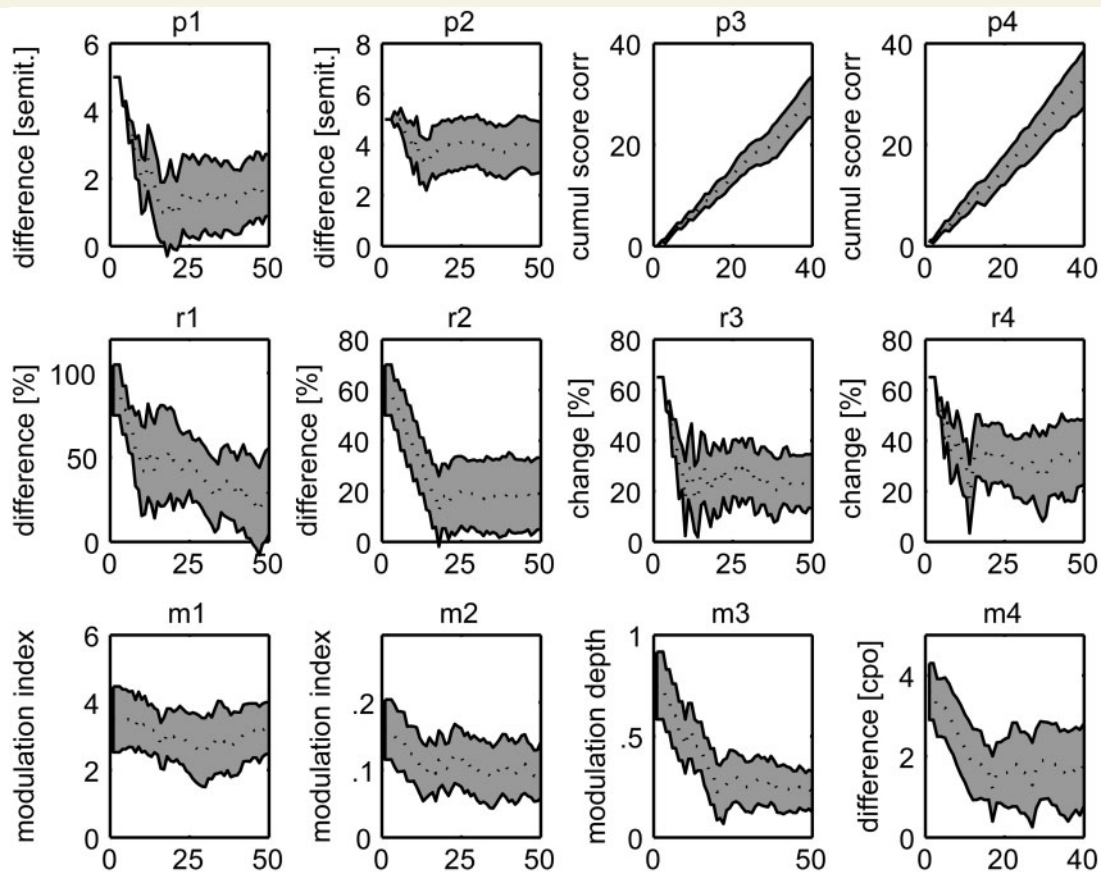 p1 p2 p3 p4
difference [semit.]
6
4
2
0
0 25 50
difference [semit.]
8
6
4
2
0
0 25 50
cumul score corr
40
20
0
0 20 40
cumul score corr
40
20
0
0 20 40
r1 r2 r3 r4
difference [%]
100
50
0
0 25 50
difference [%]
80
60
40
20
0
0 25 50
change [%]
80
60
40
20
0
0 25 50
change [%]
80
60
40
20
0
0 25 50
m1 m2 m3 m4
modulation index
6
4
2
0
0 25 50
modulation index
.2
.1
0
0 25 50
modulation depth
1
.5
0
0 25 50
difference [cpo]
4
2
0
0 20 40